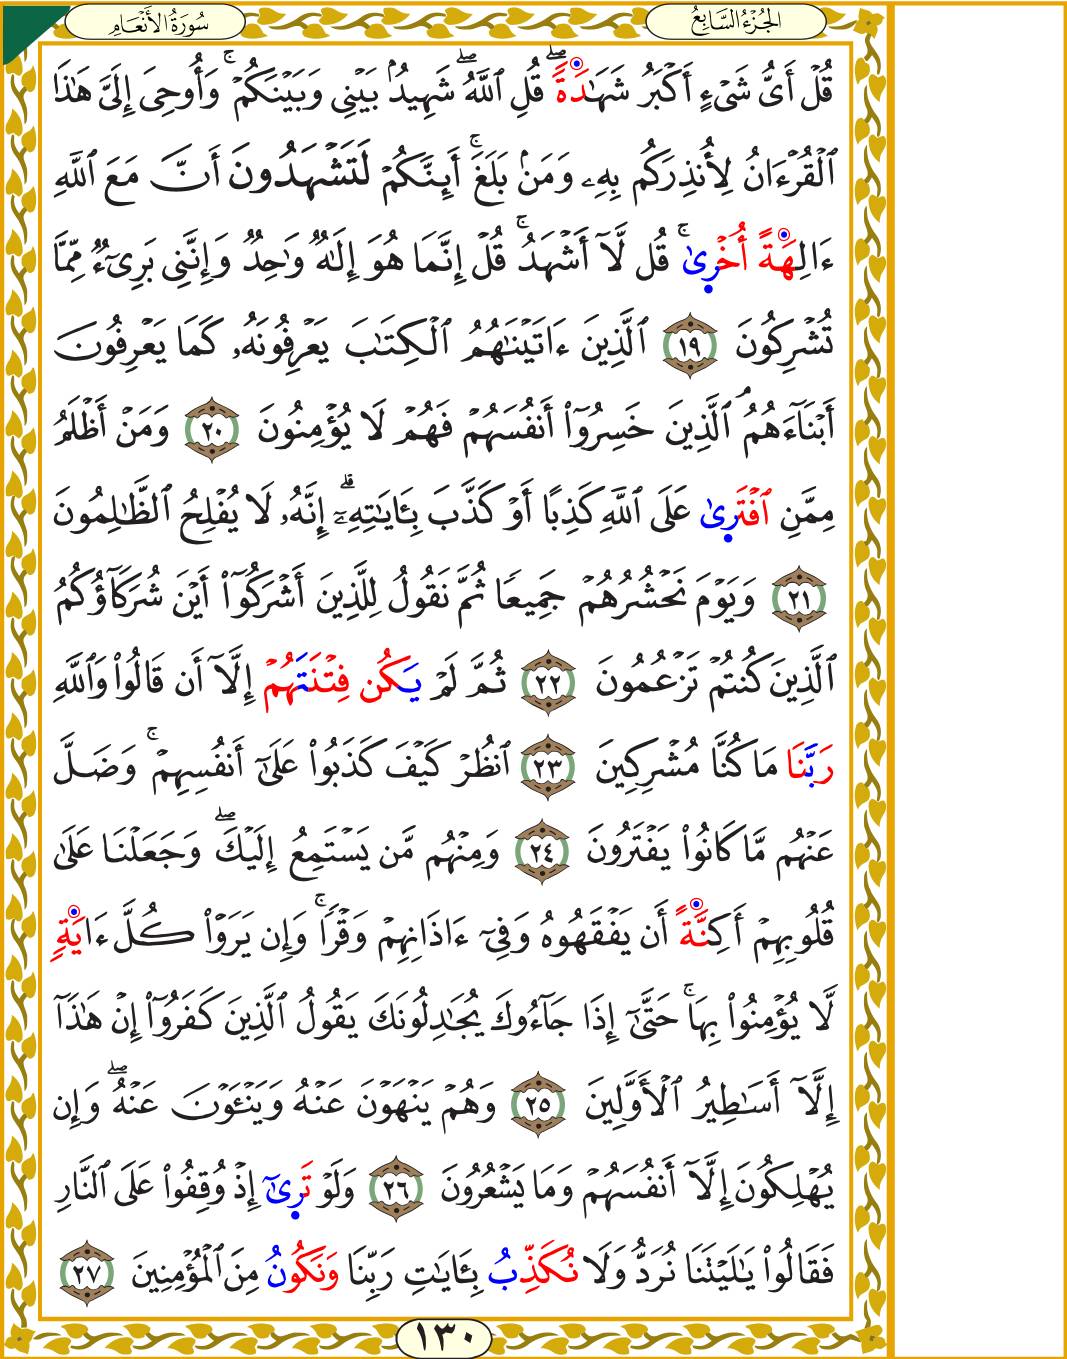 الجُزْءُ السَّابِعُ
سُورَةُ الأَنْعَامِ
قُلْ أَىُّ شَىْءٍ أَكْبَرُ شَهَٰدَةًۖ قُلِ ٱللَّهُۖ شَهِيدُۢ بَيْنِى وَبَيْنَكُمْۚ وَأُوحِىَ إِلَىَّ هَٰذَا
ٱلْقُرْءَانُ لِأُنذِرَكُم بِهِۦ وَمَنۢ بَلَغَۚ أَئِنَّكُمْ لَتَشْهَدُونَ أَنَّ مَعَ ٱللَّهِ
ءَالِهَةً أُخْرِىٰۚ قُل لَّآ أَشْهَدُۚ قُلْ إِنَّمَا هُوَ إِلَٰهٌ وَٰحِدٌ وَإِنَّنِى بَرِىٓءٌ مِّمَّا
تُشْرِكُونَ ١٩ ٱلَّذِينَ ءَاتَيْنَٰهُمُ ٱلْكِتَٰبَ يَعْرِفُونَهُۥ كَمَا يَعْرِفُونَ
أَبْنَآءَهُمُۘ ٱلَّذِينَ خَسِرُوٓا۟ أَنفُسَهُمْ فَهُمْ لَا يُؤْمِنُونَ ٢٠ وَمَنْ أَظْلَمُ
مِمَّنِ ٱفْتَرِىٰ عَلَى ٱللَّهِ كَذِبًا أَوْ كَذَّبَ بِـَٔايَٰتِهِۦٓۗ إِنَّهُۥ لَا يُفْلِحُ ٱلظَّٰلِمُونَ
٢١ وَيَوْمَ نَحْشُرُهُمْ جَمِيعًا ثُمَّ نَقُولُ لِلَّذِينَ أَشْرَكُوٓا۟ أَيْنَ شُرَكَآؤُكُمُ
ٱلَّذِينَ كُنتُمْ تَزْعُمُونَ ٢٢ ثُمَّ لَمْ يَكُن فِتْنَتَهُمْ إِلَّآ أَن قَالُوا۟ وَٱللَّهِ
رَبَّنَا مَا كُنَّا مُشْرِكِينَ ٢٣ ٱنظُرْ كَيْفَ كَذَبُوا۟ عَلَىٰٓ أَنفُسِهِمْۚ وَضَلَّ
عَنْهُم مَّا كَانُوا۟ يَفْتَرُونَ ٢٤ وَمِنْهُم مَّن يَسْتَمِعُ إِلَيْكَۖ وَجَعَلْنَا عَلَىٰ
قُلُوبِهِمْ أَكِنَّةً أَن يَفْقَهُوهُ وَفِىٓ ءَاذَانِهِمْ وَقْرًاۚ وَإِن يَرَوْا۟ كُلَّ ءَايَةٍ
لَّا يُؤْمِنُوا۟ بِهَاۚ حَتَّىٰٓ إِذَا جَآءُوكَ يُجَٰدِلُونَكَ يَقُولُ ٱلَّذِينَ كَفَرُوٓا۟ إِنْ هَٰذَآ
إِلَّآ أَسَٰطِيرُ ٱلْأَوَّلِينَ ٢٥ وَهُمْ يَنْهَوْنَ عَنْهُ وَيَنْـَٔوْنَ عَنْهُۖ وَإِن
يُهْلِكُونَ إِلَّآ أَنفُسَهُمْ وَمَا يَشْعُرُونَ ٢٦ وَلَوْ تَرِىٰٓ إِذْ وُقِفُوا۟ عَلَى ٱلنَّارِ
فَقَالُوا۟ يَٰلَيْتَنَا نُرَدُّ وَلَا نُكَذِّبُ بِـَٔايَٰتِ رَبِّنَا وَنَكُونُ مِنَ ٱلْمُؤْمِنِينَ ٢٧
١٣٠